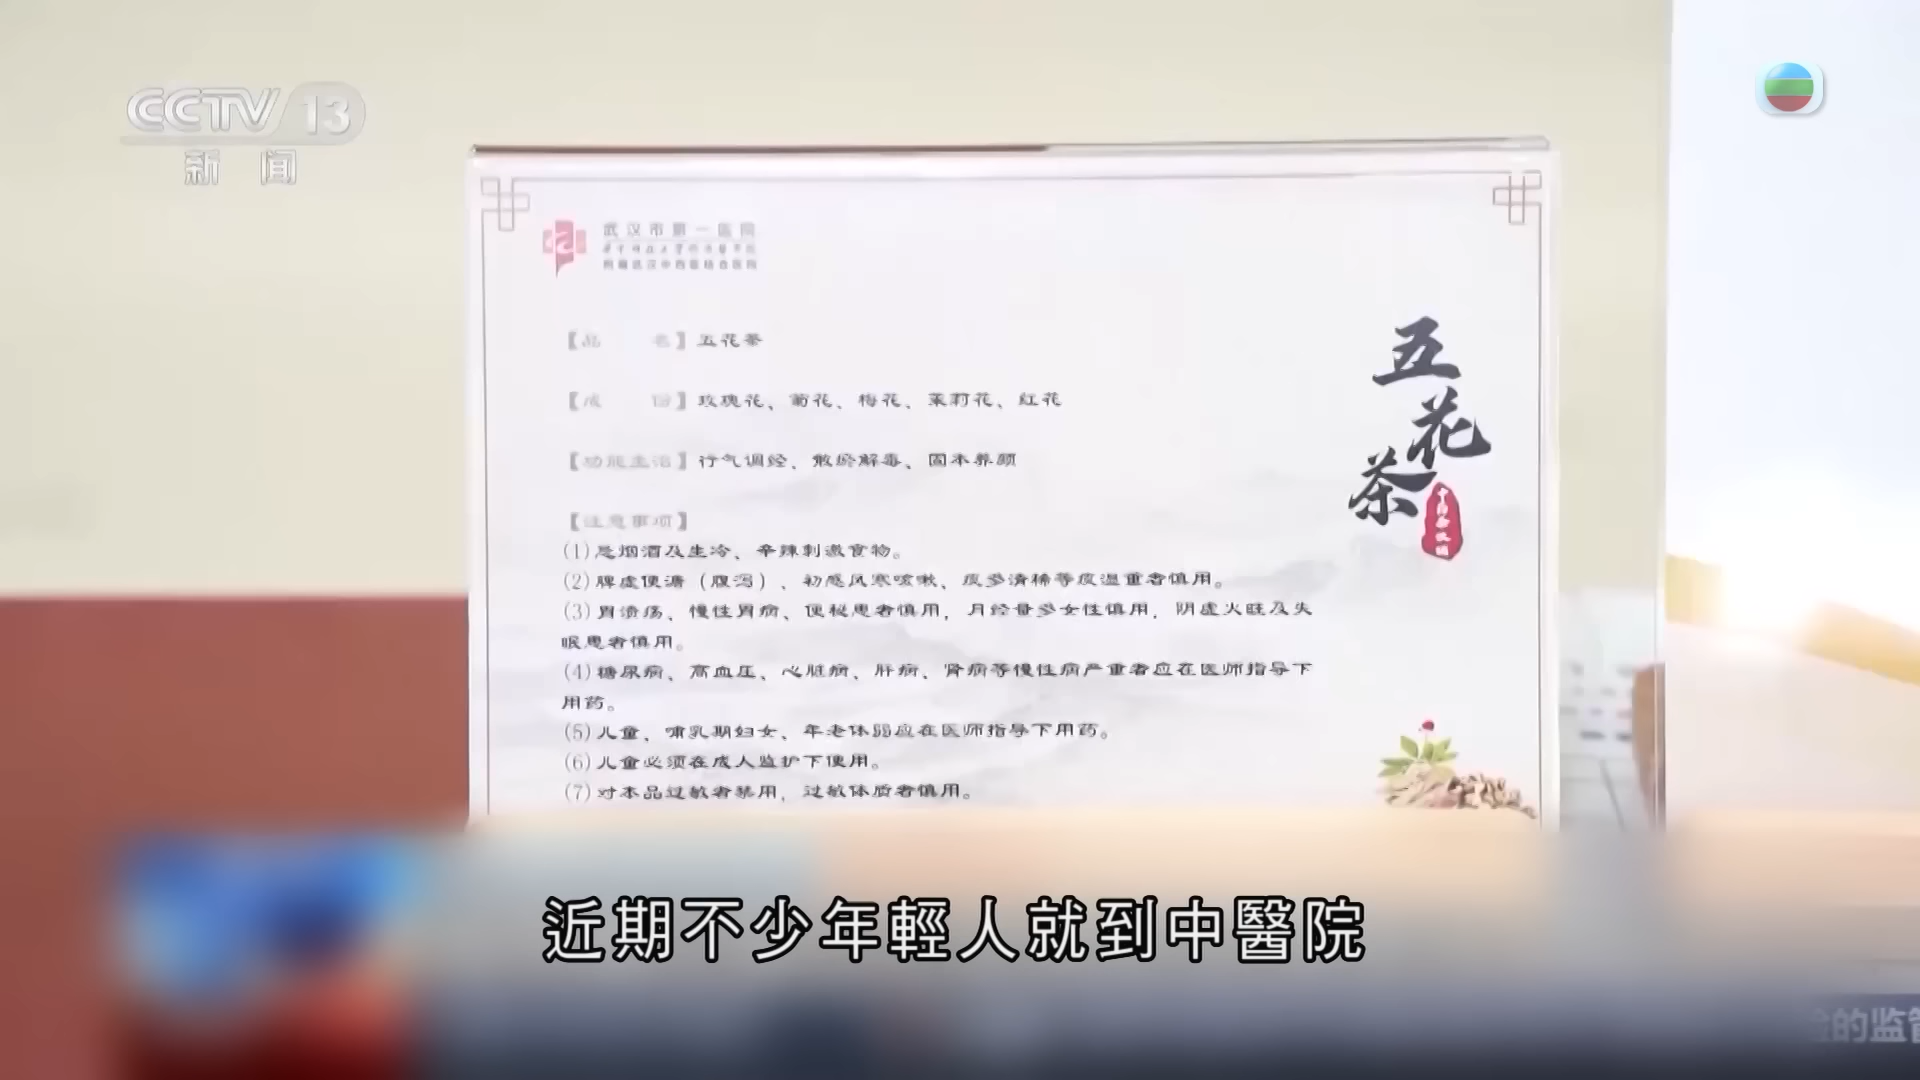 CCTV 13
新闻
武汉市第一医院
【品 名】五花茶
【成 份】玫瑰花、葡花、梅花、茉莉花、红花
【功能主治】行气调经、散瘀解毒、固本养颜
【注意事项】
(1)忌烟酒及生冷、辛辣刺激食物。
(2)脾虚便溏（腹泻）、初感风寒咳嗽、痰多清稀等痰湿重者慎用。
(3)胃溃疡、慢性胃病、便秘患者慎用，月经量多女性慎用，阴虚火旺及失
眠患者慎用。
(4)糖尿病、高血压、心脏病、肝病、肾病等慢性病严重者应在医师指导下
用药。
(5)儿童、哺乳期妇女、年老体弱应在医师指导下用药。
(6)儿童必须在成人监护下使用。
(7)对本品过敏者禁用，过敏体质者慎用。
五花茶
近期不少年輕人就到中醫院
的监管